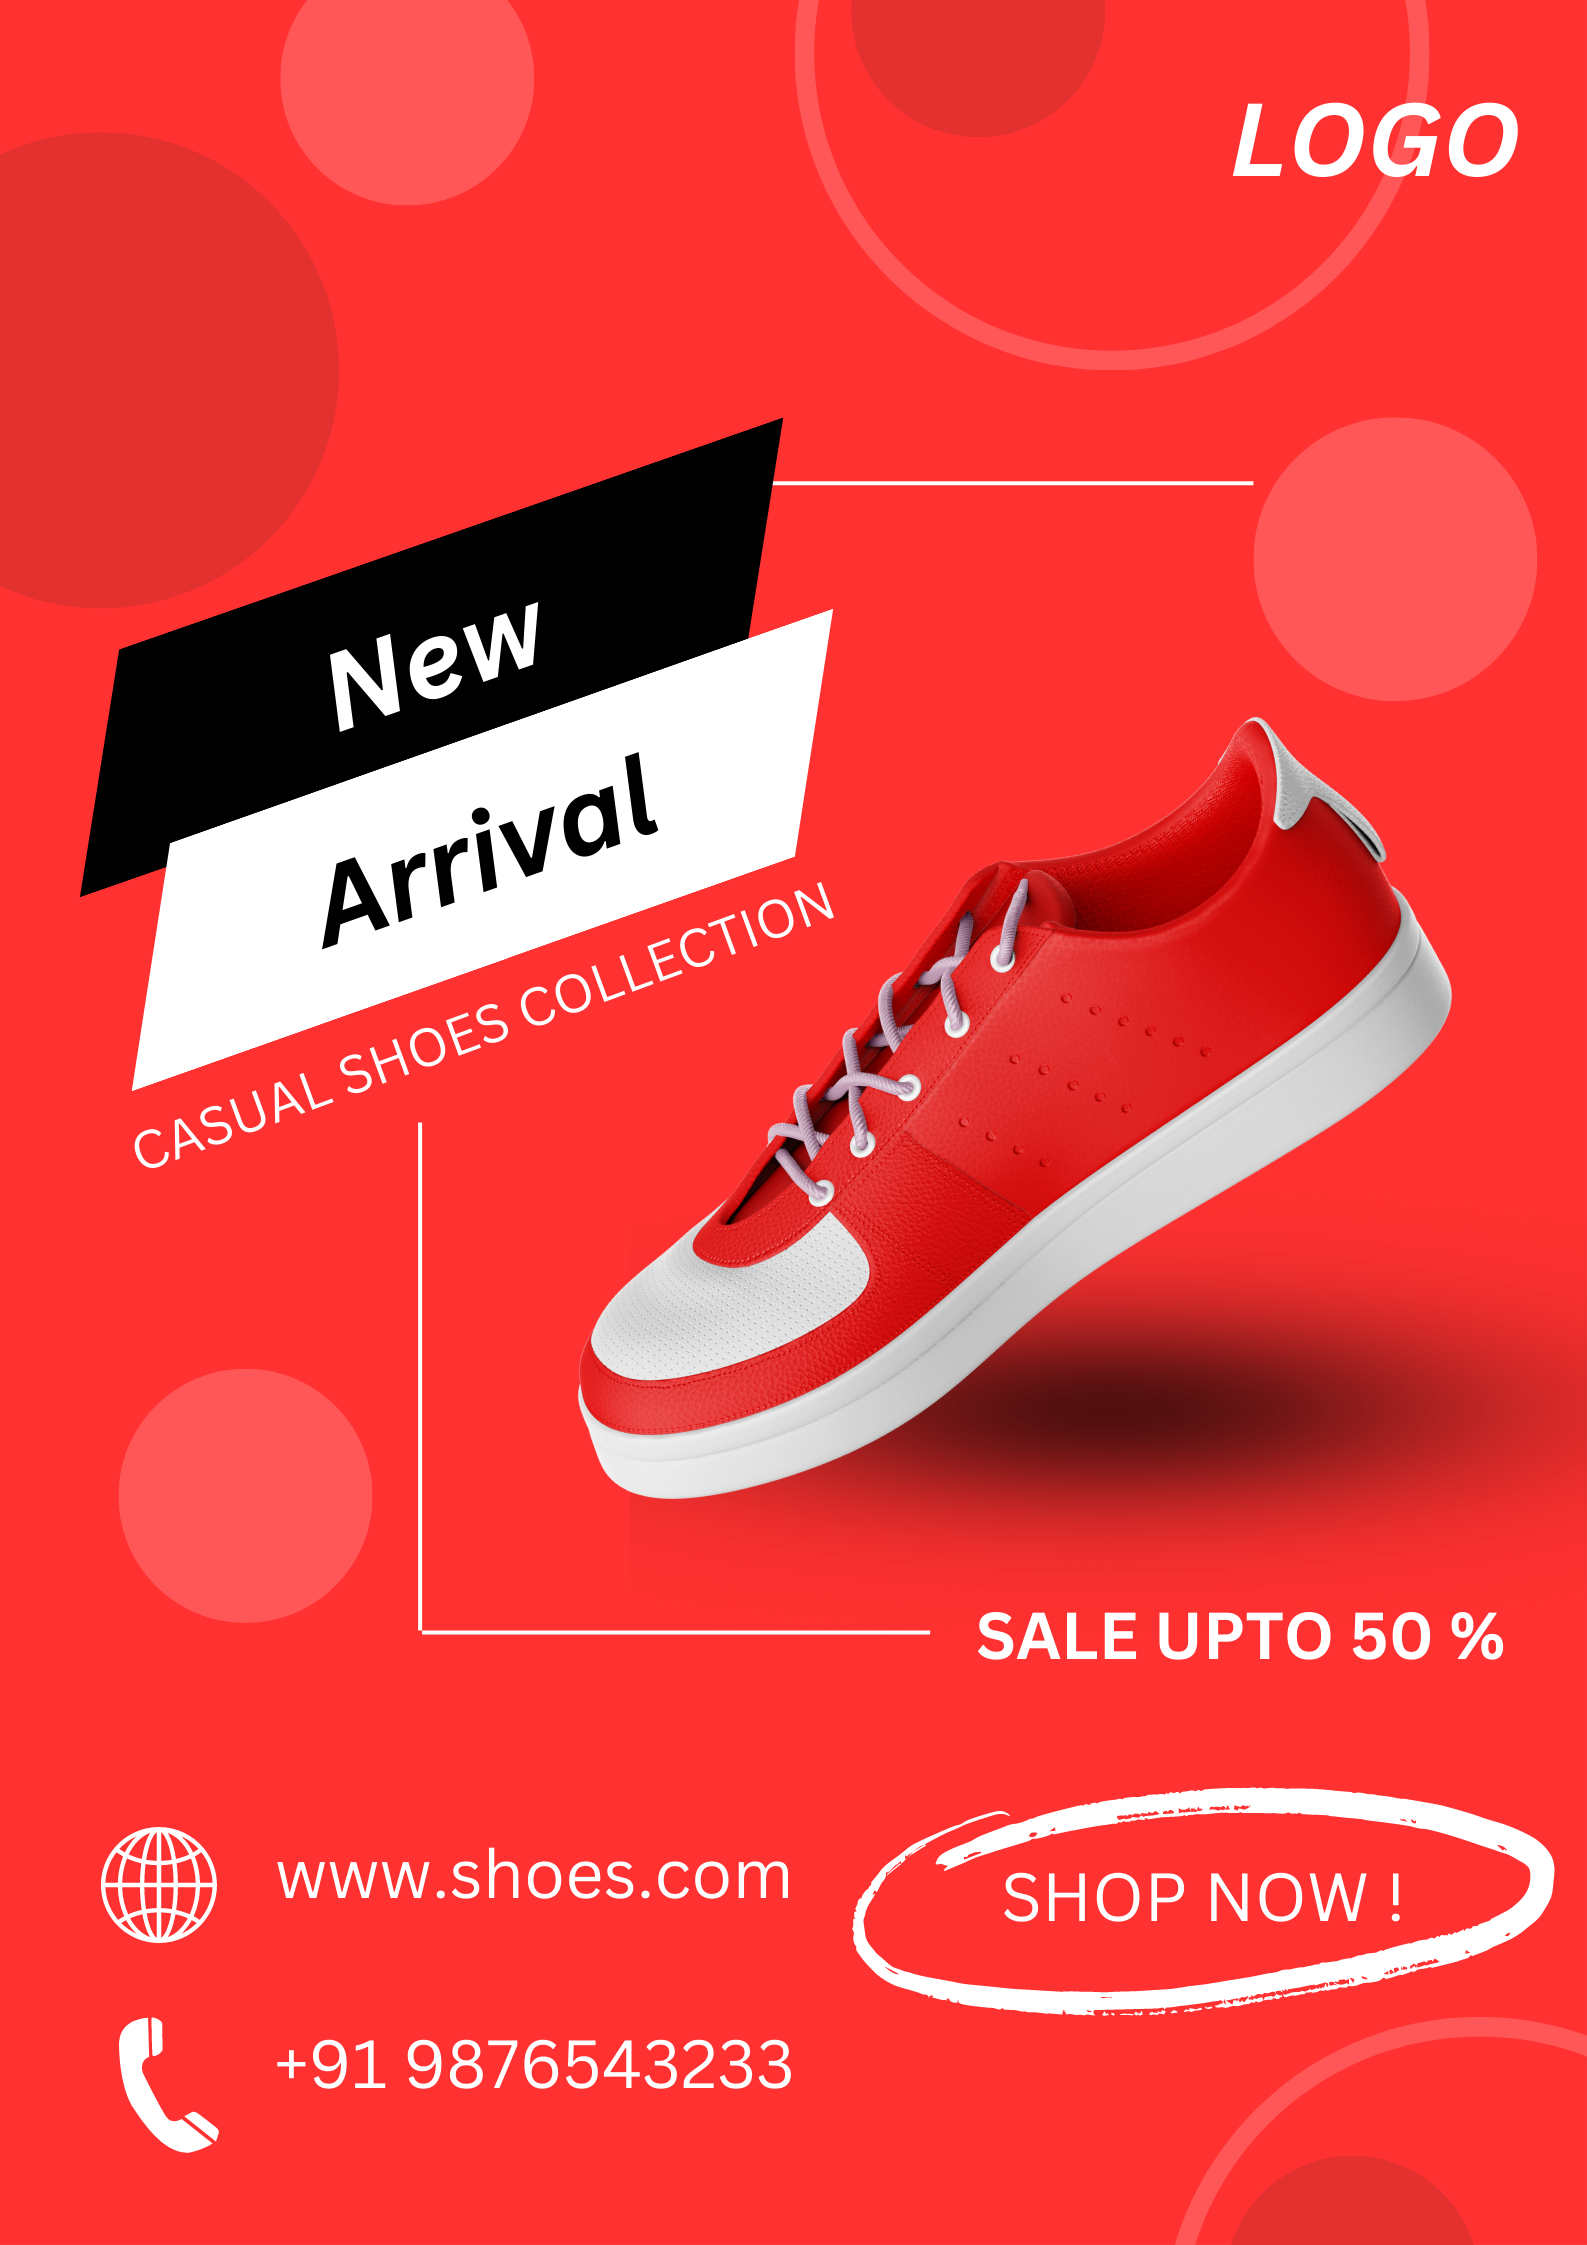 LOGO
New
Arrival
CASUAL SHOES COLLECTION
SALE UPTO 50 %
www.shoes.com
SHOP NOW !
+91 9876543233